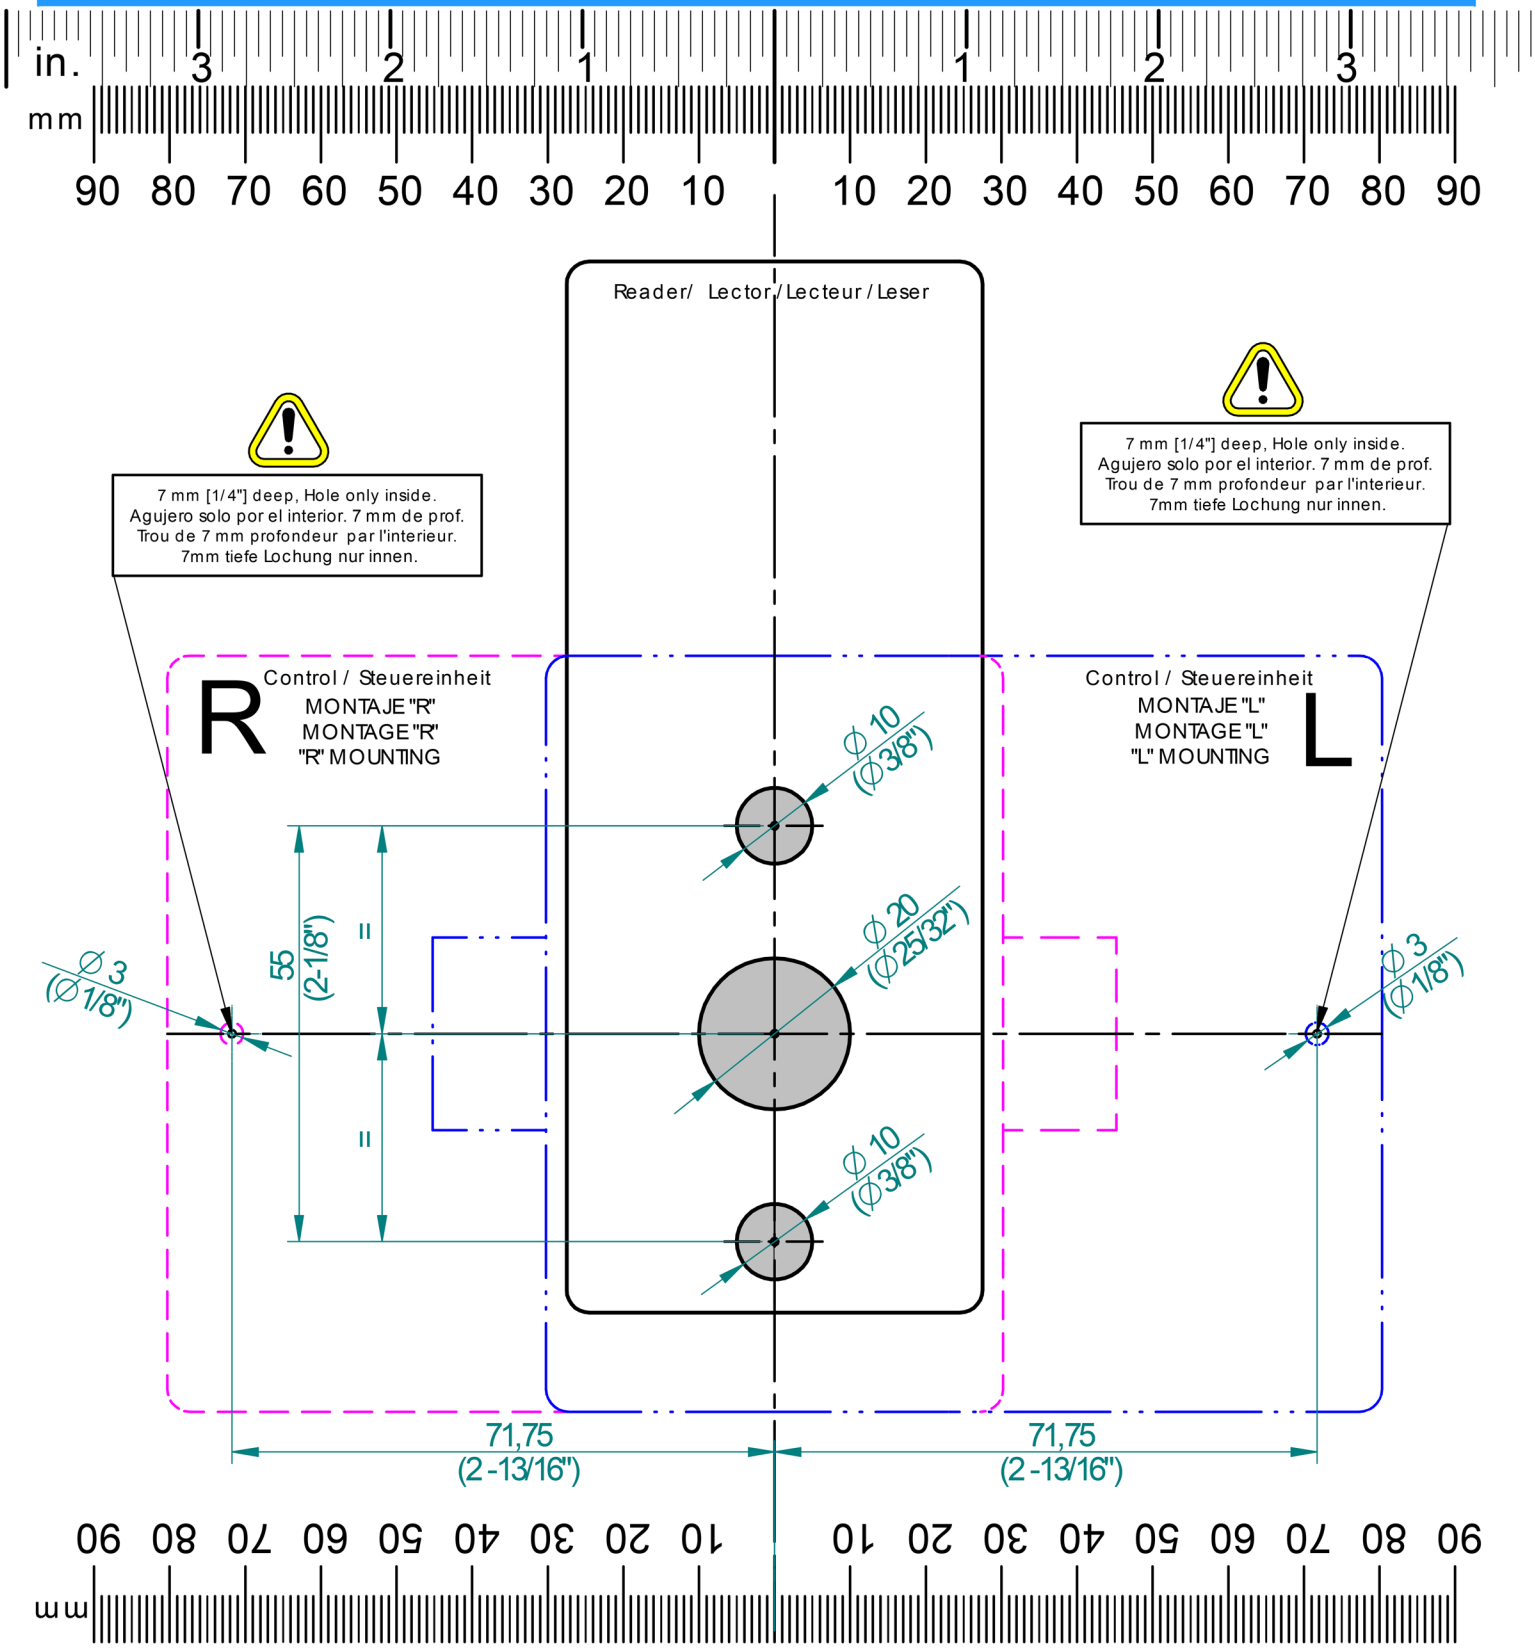 in. 3 2 1 1 2 3
mm
90 80 70 60 50 40 30 20 10 10 20 30 40 50 60 70 80 90
Reader/ Lector /Lecteur /Leser
7 mm [1/4"] deep, Hole only inside.
Agujero solo por el interior. 7 mm de prof.
Trou de 7 mm profondeur par l'interieur.
7mm tiefe Lochung nur innen.
7 mm [1/4"] deep, Hole only inside.
Agujero solo por el interior. 7 mm de prof.
Trou de 7 mm profondeur par l'interieur.
7mm tiefe Lochung nur innen.
R
Control / Steuereinheit
MONTAJE "R"
MONTAGE "R"
"R" MOUNTING
Control / Steuereinheit
MONTAJE "L"
MONTAGE "L"
"L" MOUNTING
L
Ø 10
(Ø3/8")
Ø 20
(Ø25/32")
Ø 3
(Ø 1/8")
55
(2-1/8")
=
=
Ø 3
(Ø1/8")
Ø 10
(Ø3/8")
71,75
(2-13/16")
71,75
(2-13/16")
90 80 70 60 50 40 30 20 10 10 20 30 40 50 60 70 80 90
mm